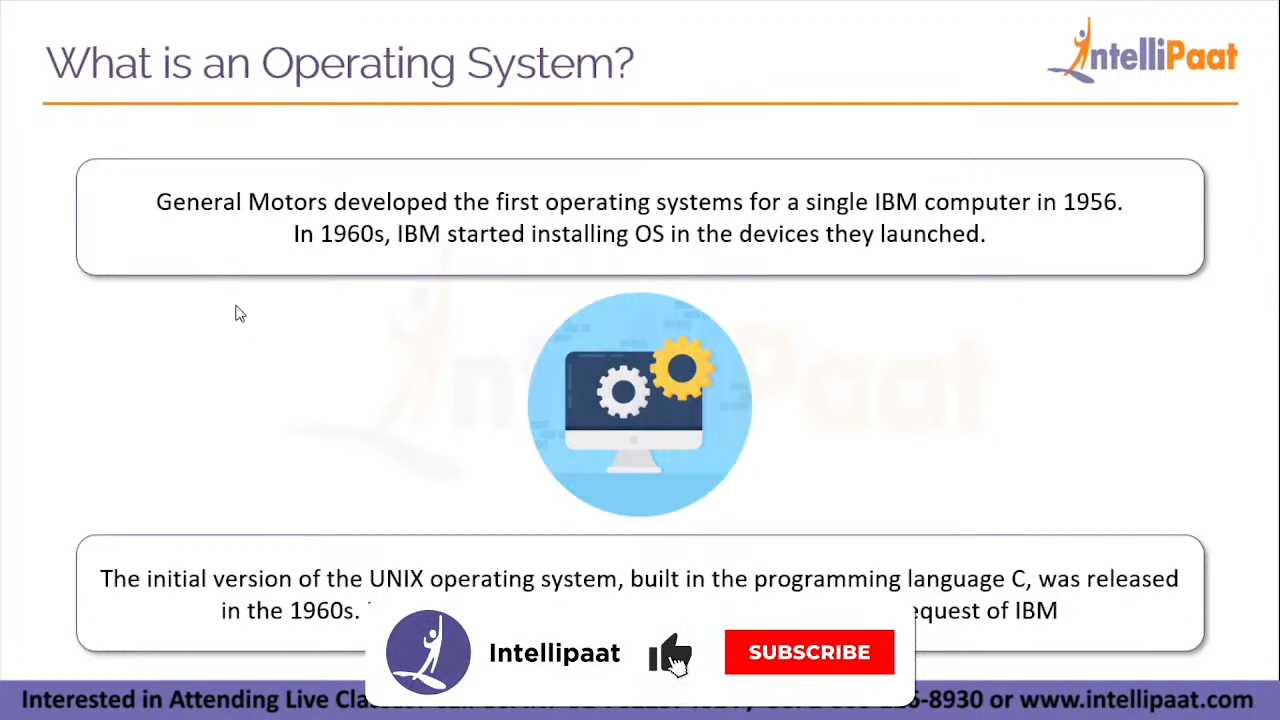 What is an Operating System?
IntelliPaat
General Motors developed the first operating systems for a single IBM computer in 1956.
In 1960s, IBM started installing OS in the devices they launched.
IntelliPaat
The initial version of the UNIX operating system, built in the programming language C, was released
in the 1960s. equest of IBM
Intellipaat
SUBSCRIBE
Interested in Attending Live Classes? 6-8930 or www.intellipaat.com